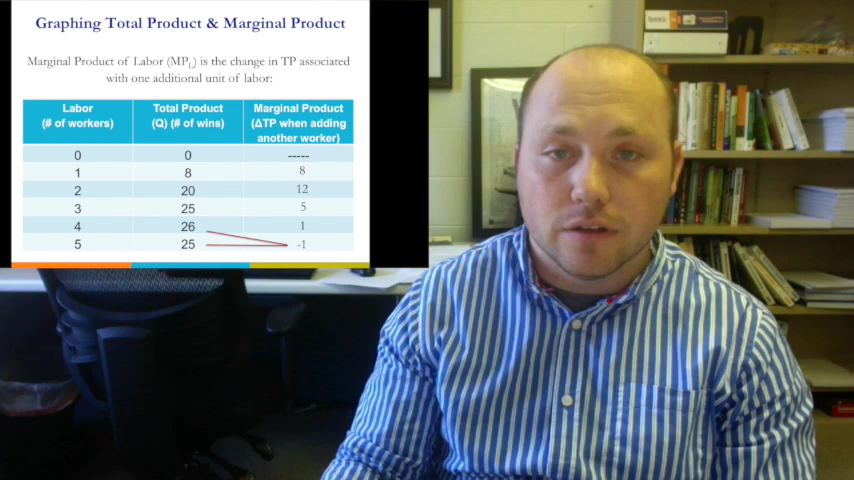 Graphing Total Product & Marginal Product
Marginal Product of Labor (MPL) is the change in TP associated
with one additional unit of labor:
Labor (# of workers) Total Product (Q) (# of wins) Marginal Product (ΔTP when adding another worker)
0 0 -----
1 8 8
2 20 12
3 25 5
4 26 1
5 25 -1